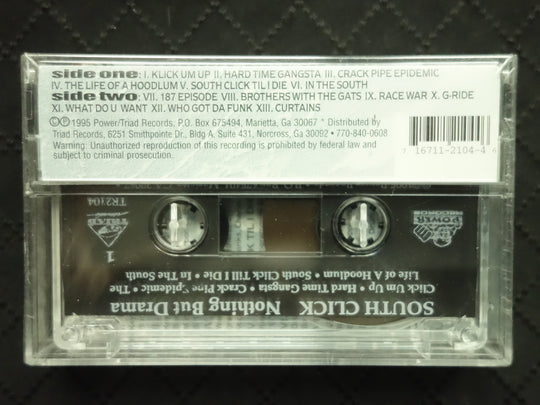 side one: I. KLICK UM UP II. HARD TIME GANGSTA III. CRACK PIPE EPIDEMIC
IV. THE LIFE OF A HOODLUM V. SOUTH CLICK TIL I DIE VI. IN THE SOUTH
side two: VII. 187 EPISODE VIII. BROTHERS WITH THE GATS IX. RACE WAR X. G-RIDE
XI. WHAT DO U WANT XII. WHO GOT DA FUNK XIII. CURTAINS
©℗1995 Power/Triad Records, P.O. Box 675494, Marietta, Ga 30067 • Distributed by
Triad Records, 6251 Smithpointe Dr., Bldg A, Suite 431, Norcross, Ga 30092 • 770-840-0608
Warning: Unauthorized reproduction of this recording is prohibited by federal law and
subject to criminal prosecution.
7 16711-2104-4 6
SOUTH CLICK Nothing But Drama
Click Um Up • Hard Time Gangsta • Crack Pipe Epidemic • The
Life of A Hoodlum • South Click Till I Die • In The South
1
POWER
RECORDS
TRIAD
TR2104